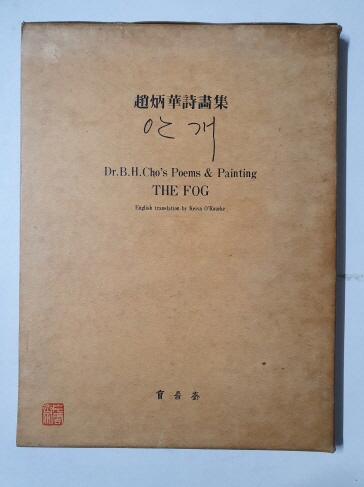 趙炳華詩畵集
안개
Dr.B.H.Cho's Poems & Painting
THE FOG
English translation by Kevin O'Rourke